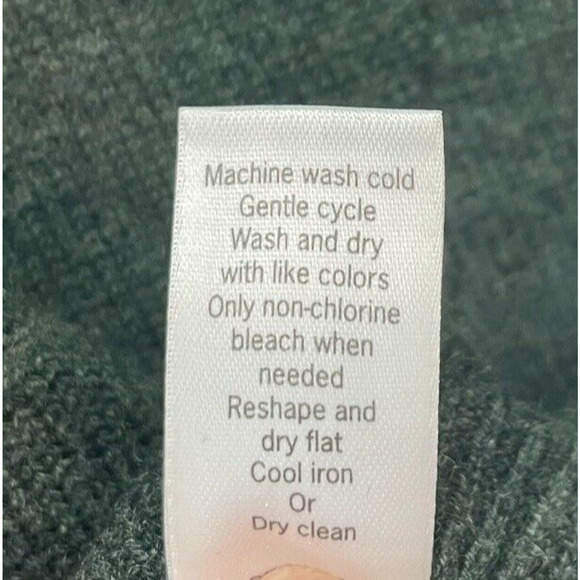 Machine wash cold
Gentle cycle
Wash and dry
with like colors
Only non-chlorine
bleach when
needed
Reshape and
dry flat
Cool iron
Or
Dry clean